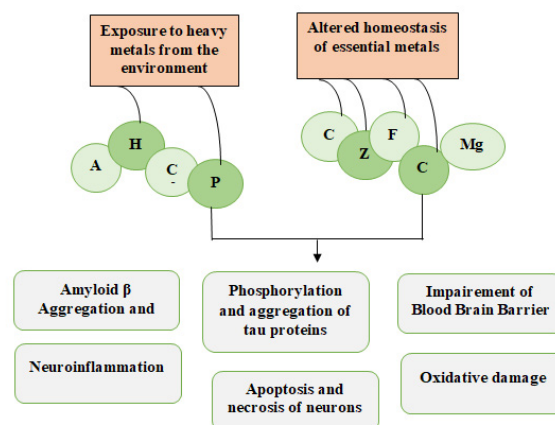 Exposure to heavy
metals from the
environment
Altered homeostasis
of essential metals
A
H
C
-
P
C
Z
F
C
Mg
Amyloid β
Aggregation and
Phosphorylation
and aggregation of
tau proteins
Impairement of
Blood Brain Barrier
Neuroinflammation
Apoptosis and
necrosis of neurons
Oxidative damage